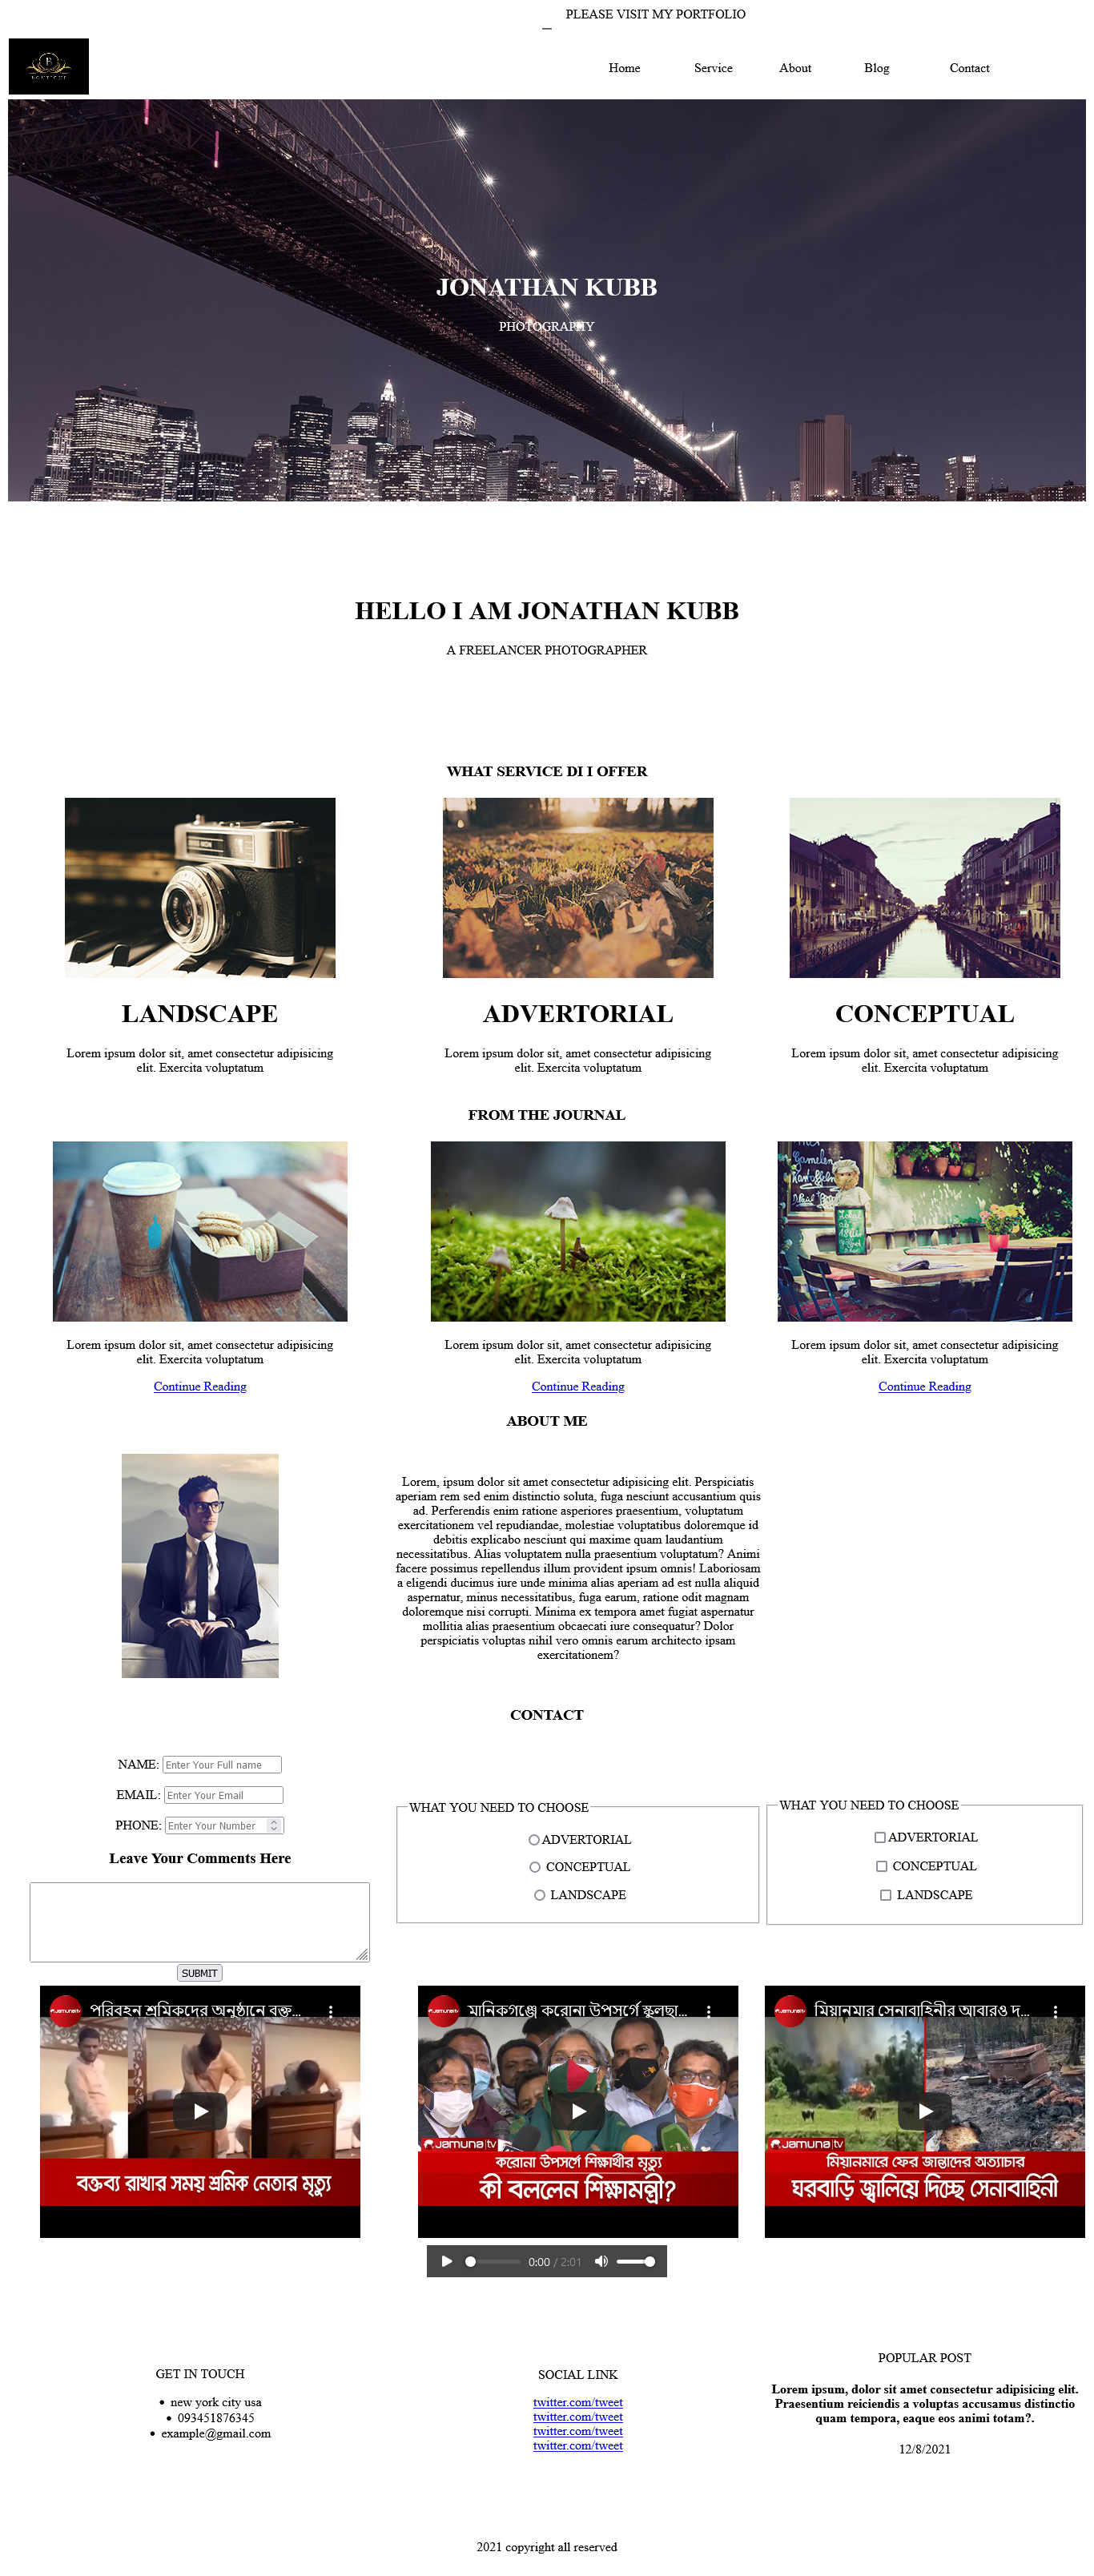 PLEASE VISIT MY PORTFOLIO
Home Service About Blog Contact
JONATHAN KUBB
PHOTOGRAPHY
HELLO I AM JONATHAN KUBB
A FREELANCER PHOTOGRAPHER
WHAT SERVICE DI I OFFER
LANDSCAPE
Lorem ipsum dolor sit, amet consectetur adipisicing
elit. Exercita voluptatum
ADVERTORIAL
Lorem ipsum dolor sit, amet consectetur adipisicing
elit. Exercita voluptatum
CONCEPTUAL
Lorem ipsum dolor sit, amet consectetur adipisicing
elit. Exercita voluptatum
FROM THE JOURNAL
Lorem ipsum dolor sit, amet consectetur adipisicing
elit. Exercita voluptatum
Continue Reading
Lorem ipsum dolor sit, amet consectetur adipisicing
elit. Exercita voluptatum
Continue Reading
Lorem ipsum dolor sit, amet consectetur adipisicing
elit. Exercita voluptatum
Continue Reading
ABOUT ME
Lorem, ipsum dolor sit amet consectetur adipisicing elit. Perspiciatis
aperiam rem sed enim distinctio soluta, fuga nesciunt accusantium quis
ad. Perferendis enim ratione asperiores praesentium, voluptatum
exercitationem vel repudiandae, molestiae voluptatibus doloremque id
debitis explicabo nesciunt qui maxime quam laudantium
necessitatibus. Alias voluptatem nulla praesentium voluptatum? Animi
facere possimus repellendus illum provident ipsum omnis! Laboriosam
a eligendi ducimus iure unde minima alias aperiam ad est nulla aliquid
aspernatur, minus necessitatibus, fuga earum, ratione odit magnam
doloremque nisi corrupti. Minima ex tempora amet fugiat aspernatur
mollitia alias praesentium obcaecati iure consequatur? Dolor
perspiciatis voluptas nihil vero omnis earum architecto ipsam
exercitationem?
CONTACT
NAME: Enter Your Full name
EMAIL: Enter Your Email
PHONE: Enter Your Number
Leave Your Comments Here
SUBMIT
WHAT YOU NEED TO CHOOSE
ADVERTORIAL
CONCEPTUAL
LANDSCAPE
WHAT YOU NEED TO CHOOSE
ADVERTORIAL
CONCEPTUAL
LANDSCAPE
পরিবহন শ্রমিকদের অনুষ্ঠানে বক্ত...
বক্তব্য রাখার সময় শ্রমিক নেতার মৃত্যু
মানিকগঞ্জে করোনা উপসর্গে স্কুলছা...
Jamuna tv
করোনা উপসর্গে শিক্ষার্থীর মৃত্যু
কী বললেন শিক্ষামন্ত্রী?
মিয়ানমার সেনাবাহিনীর আবারও দ...
Jamuna tv
মিয়ানমারে ফের জান্তাদের অত্যাচার
ঘরবাড়ি জ্বালিয়ে দিচ্ছে সেনাবাহিনী
0:00 / 2:01
GET IN TOUCH
new york city usa
093451876345
example@gmail.com
SOCIAL LINK
twitter.com/tweet
twitter.com/tweet
twitter.com/tweet
twitter.com/tweet
POPULAR POST
Lorem ipsum, dolor sit amet consectetur adipisicing elit.
Praesentium reiciendis a voluptas accusamus distinctio
quam tempora, eaque eos animi totam?.
12/8/2021
2021 copyright all reserved